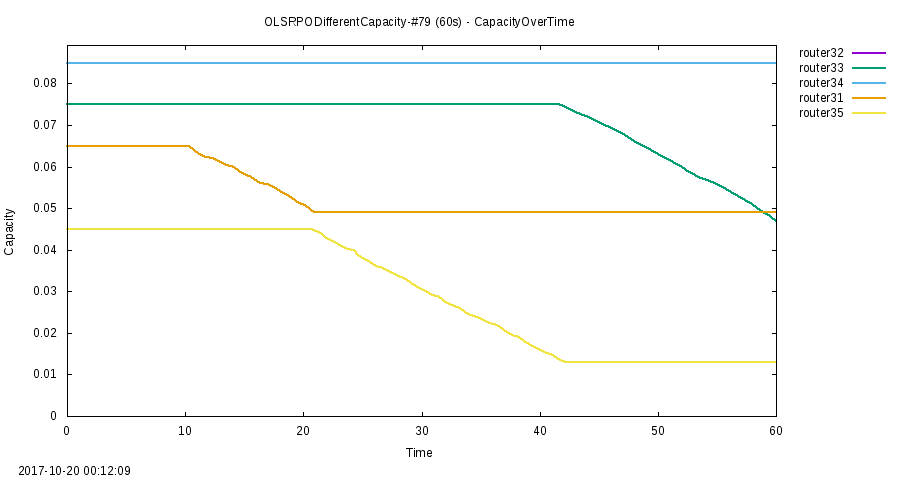 OLSRPODifferentCapacity-#79 (60s) - CapacityOverTime
router32
router33
router34
router31
router35
0.08
0.07
0.06
0.05
0.04
0.03
0.02
0.01
0
Capacity
0 10 20 30 40 50 60
Time
2017-10-20 00:12:09